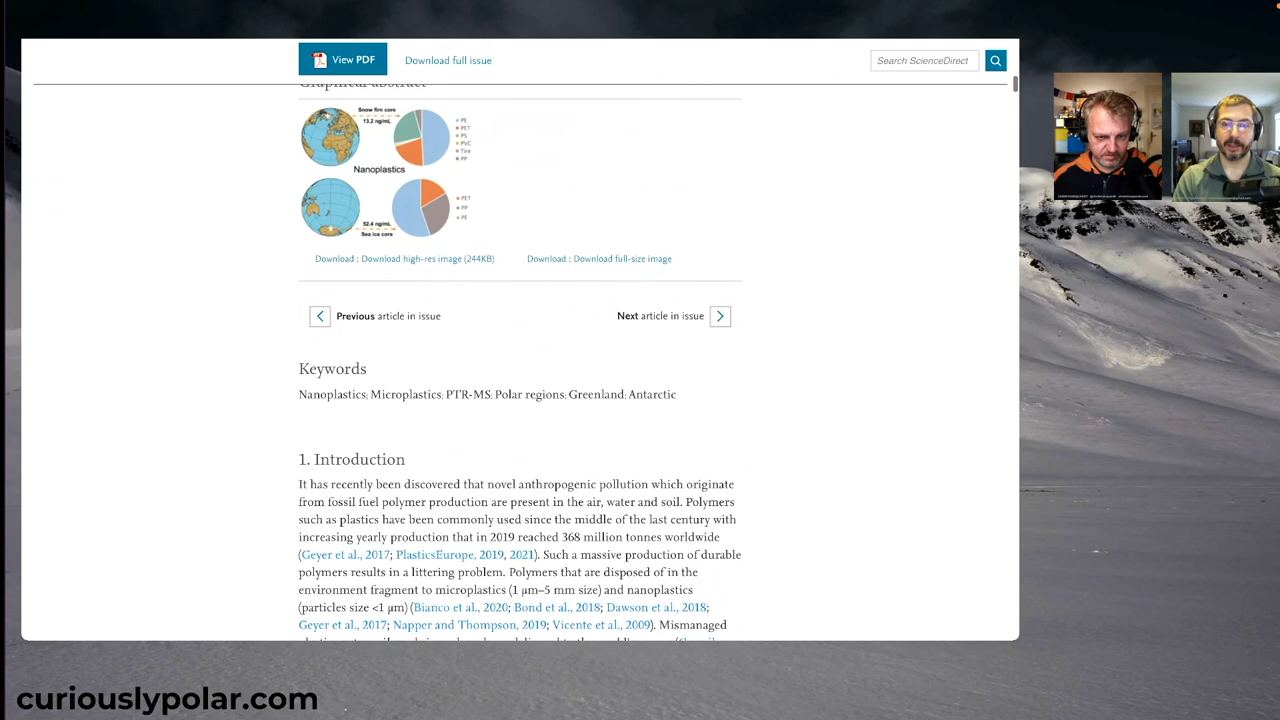 View PDF
Download full issue
Search ScienceDirect
Graphical abstract
Snow firn core
13.2 ng/mL
PE
PET
PS
PVC
Tire
PP
Nanoplastics
52.4 ng/mL
Sea ice core
PET
PP
PE
Download : Download high-res image (244KB)
Download : Download full-size image
Previous article in issue
Next article in issue
Keywords
Nanoplastics; Microplastics; PTR-MS; Polar regions; Greenland; Antarctic
1. Introduction
It has recently been discovered that novel anthropogenic pollution which originate
from fossil fuel polymer production are present in the air, water and soil. Polymers
such as plastics have been commonly used since the middle of the last century with
increasing yearly production that in 2019 reached 368 million tonnes worldwide
(Geyer et al., 2017; PlasticsEurope, 2019, 2021). Such a massive production of durable
polymers results in a littering problem. Polymers that are disposed of in the
environment fragment to microplastics (1 μm–5 mm size) and nanoplastics
(particles size <1 μm) (Bianco et al., 2020; Bond et al., 2018; Dawson et al., 2018;
Geyer et al., 2017; Napper and Thompson, 2019; Vicente et al., 2009). Mismanaged
curiouslypolar.com